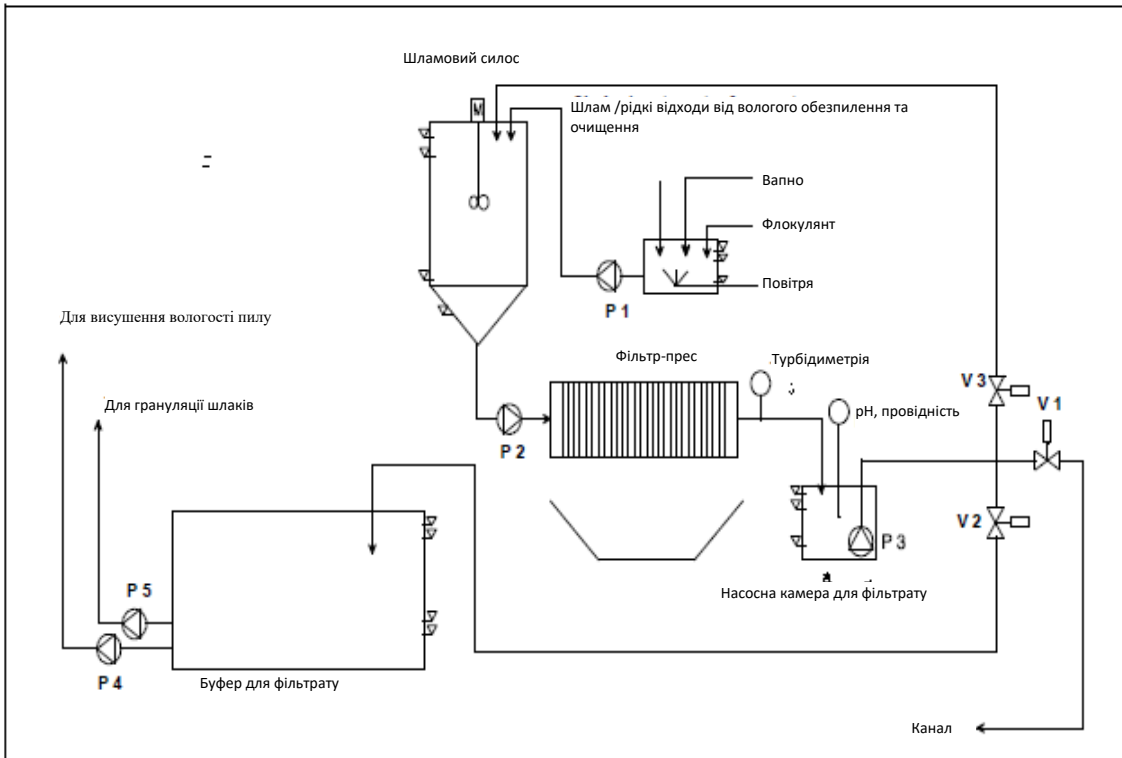 Шламовий силос
M
Шлам /рідкі відходи від вологого обезпилення та
очищення
Вапно
Флокулянт
Повітря
P 1
Для висушення вологості пилу
Для грануляції шлаків
Фільтр-прес
Турбідиметрія
pH, провідність
V 3
V 1
P 2
V 2
P 3
Насосна камера для фільтрату
P 5
P 4
Буфер для фільтрату
Канал